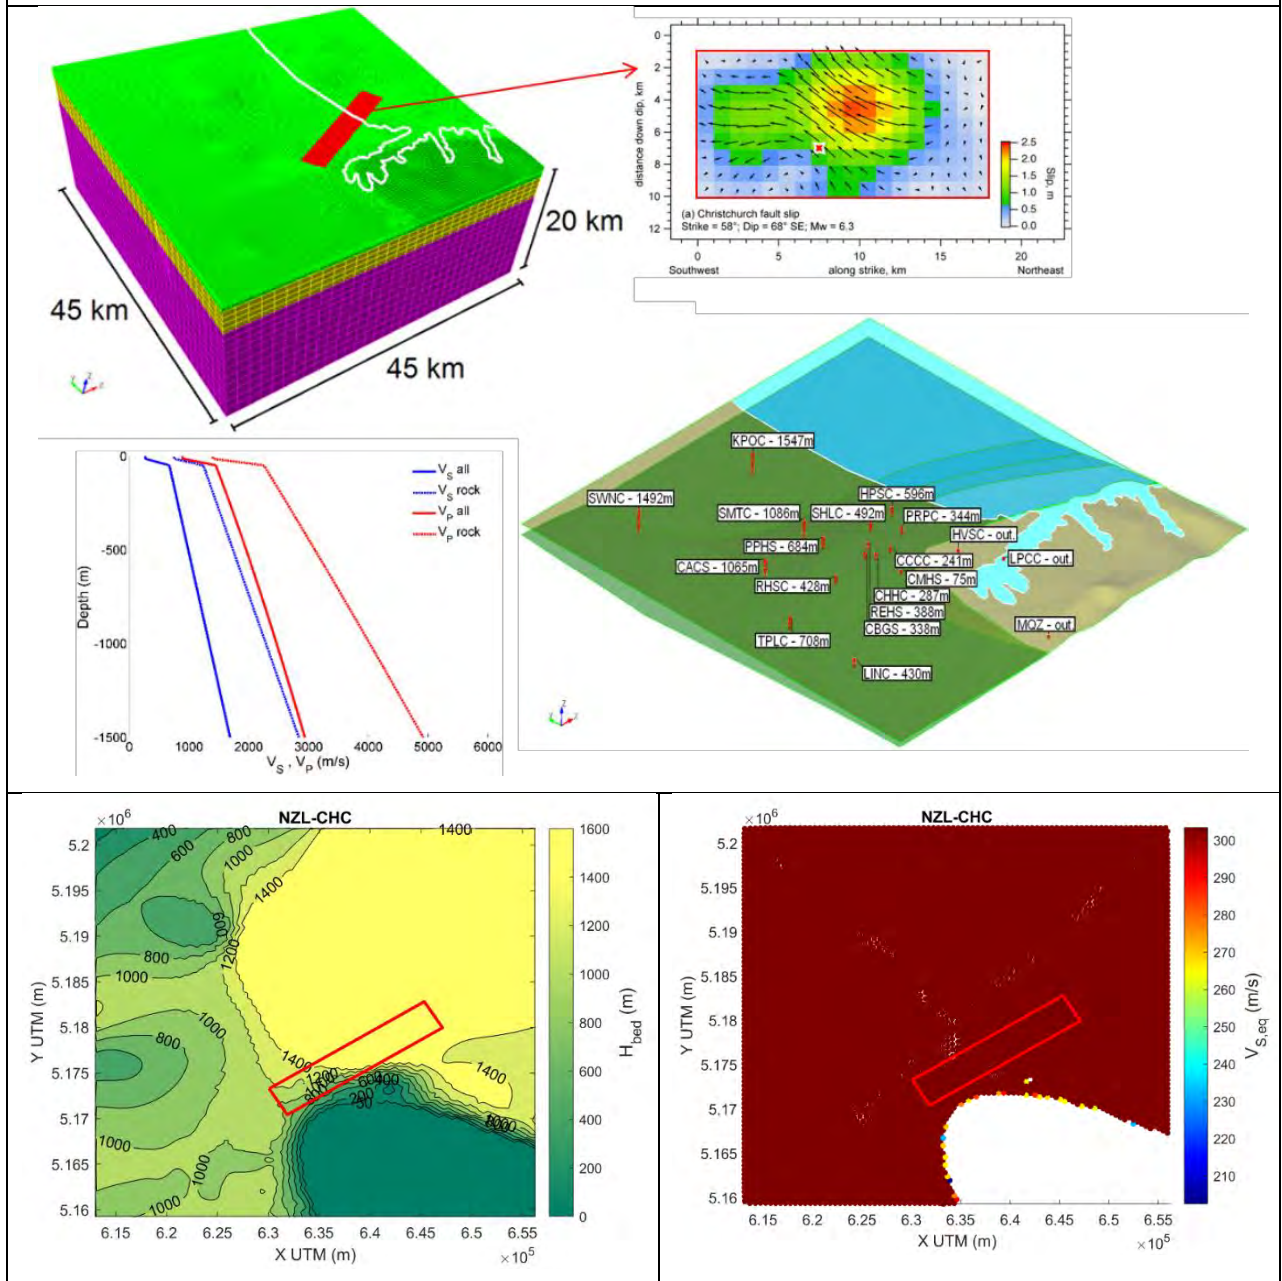 20 km
45 km
45 km
0
2
4
6
8
10
12
distance down dip, km
2.5
2.0
1.5
1.0
0.5
0.0
Slip, m
(a) Christchurch fault slip
Strike = 58°; Dip = 68° SE; Mw = 6.3
0 5 10 15 20
Southwest along strike, km Northeast
0
-500
-1000
-1500
Depth (m)
V_S all
V_S rock
V_P all
V_P rock
0 1000 2000 3000 4000 5000 6000
V_S , V_P (m/s)
KPOC - 1547m
SWNC - 1492m
HPSC - 596m
SMTC - 1086m
SHLC - 492m
PRPC - 344m
HVSC - out.
PPHS - 684m
CCCC - 241m
LPCC - out.
CACS - 1065m
CMHS - 75m
RHSC - 428m
CHHC - 287m
REHS - 388m
CBGS - 338m
MQZ - out.
TPLC - 708m
LINC - 430m
×10^6
NZL-CHC
5.2
5.195
5.19
5.185
5.18
5.175
5.17
5.165
5.16
Y UTM (m)
400
600
800
1000
1400
1400
600
1200
800
1000
1000
800
1400
1200
600
400
200
50
1400
1000
1000
1000
1000
6.15 6.2 6.25 6.3 6.35 6.4 6.45 6.5 6.55
X UTM (m)
×10^5
1600
1400
1200
1000
800
600
400
200
0
H_bed (m)
×10^6
NZL-CHC
5.2
5.195
5.19
5.185
5.18
5.175
5.17
5.165
5.16
Y UTM (m)
6.15 6.2 6.25 6.3 6.35 6.4 6.45 6.5 6.55
X UTM (m)
×10^5
300
290
280
270
260
250
240
230
220
210
V_S,eq (m/s)